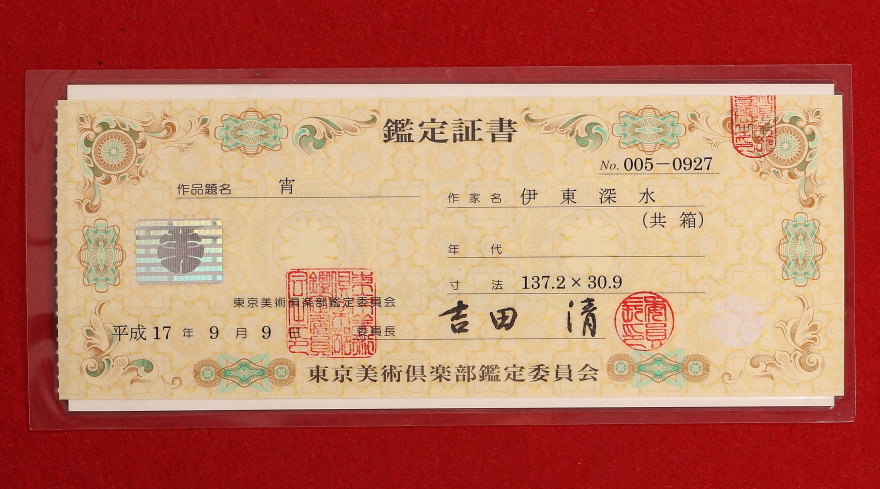 鑑定証書
No. 005-0927
作品題名 宵
作家名 伊東深水
(共箱)
年代
寸法 137.2×30.9
東京美術倶楽部鑑定委員会
平成17年9月9日 委員長 吉田 清
東京美術倶楽部鑑定委員会